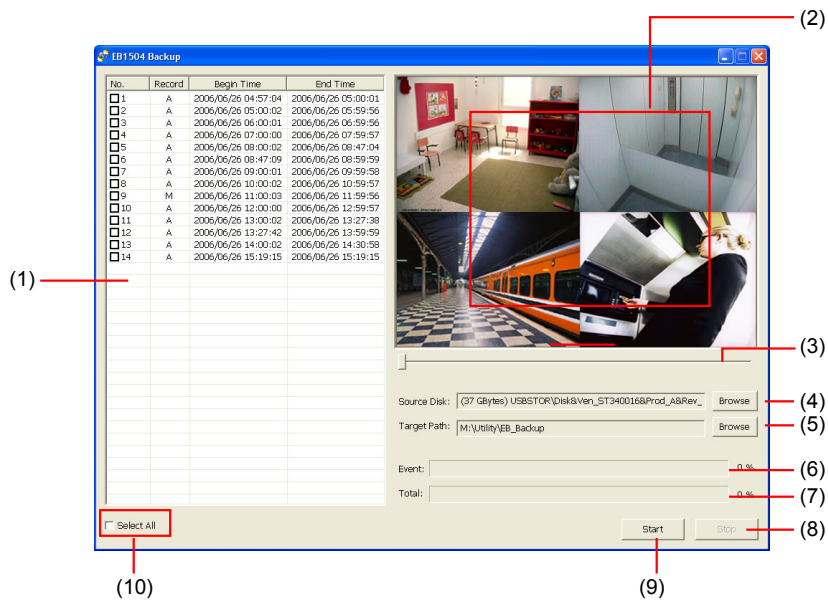 (2)
EB1504 Backup
No. Record Begin Time End Time
1 A 2006/06/26 04:57:04 2006/06/26 05:00:01
2 A 2006/06/26 05:00:02 2006/06/26 05:59:56
3 A 2006/06/26 06:00:01 2006/06/26 06:59:56
4 A 2006/06/26 07:00:00 2006/06/26 07:59:57
5 A 2006/06/26 08:00:02 2006/06/26 08:47:04
6 A 2006/06/26 08:47:09 2006/06/26 08:59:59
7 A 2006/06/26 09:00:01 2006/06/26 09:59:58
8 A 2006/06/26 10:00:02 2006/06/26 10:59:57
9 M 2006/06/26 11:00:03 2006/06/26 11:59:56
10 A 2006/06/26 12:00:00 2006/06/26 12:59:57
11 A 2006/06/26 13:00:02 2006/06/26 13:27:38
12 A 2006/06/26 13:27:42 2006/06/26 13:59:59
13 A 2006/06/26 14:00:02 2006/06/26 14:30:58
14 A 2006/06/26 15:19:15 2006/06/26 15:19:15
(1)
(3)
Source Disk: (37 GBytes) USBSTOR\Disk&Ven_ST340016&Prod_A&Rev_ Browse (4)
Target Path: M:\Utility\EB_Backup Browse (5)
Event: 0 % (6)
Total: 0 % (7)
Select All Start Stop (8)
(10) (9)